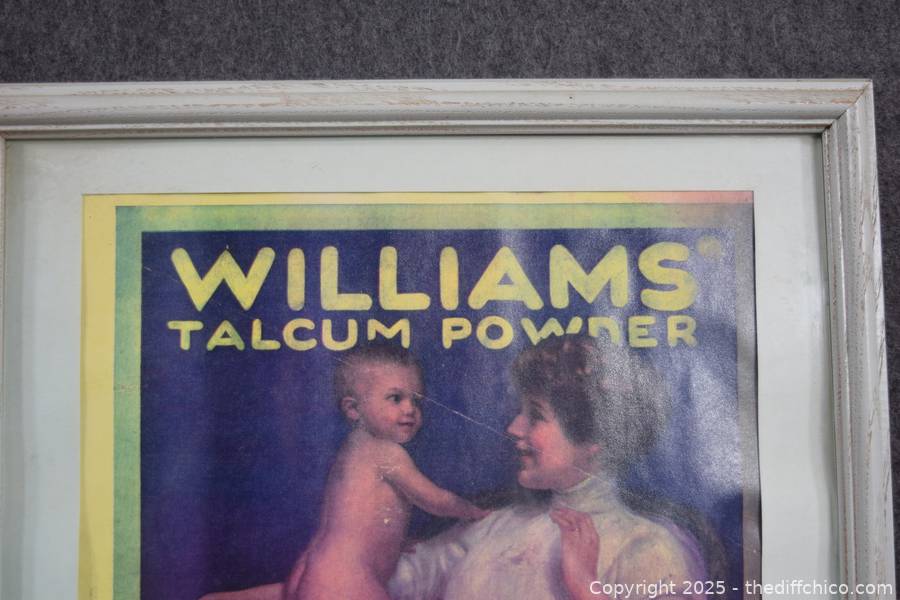 WILLIAMS'
TALCUM POWDER
Copyright 2025 - thediffchico.com